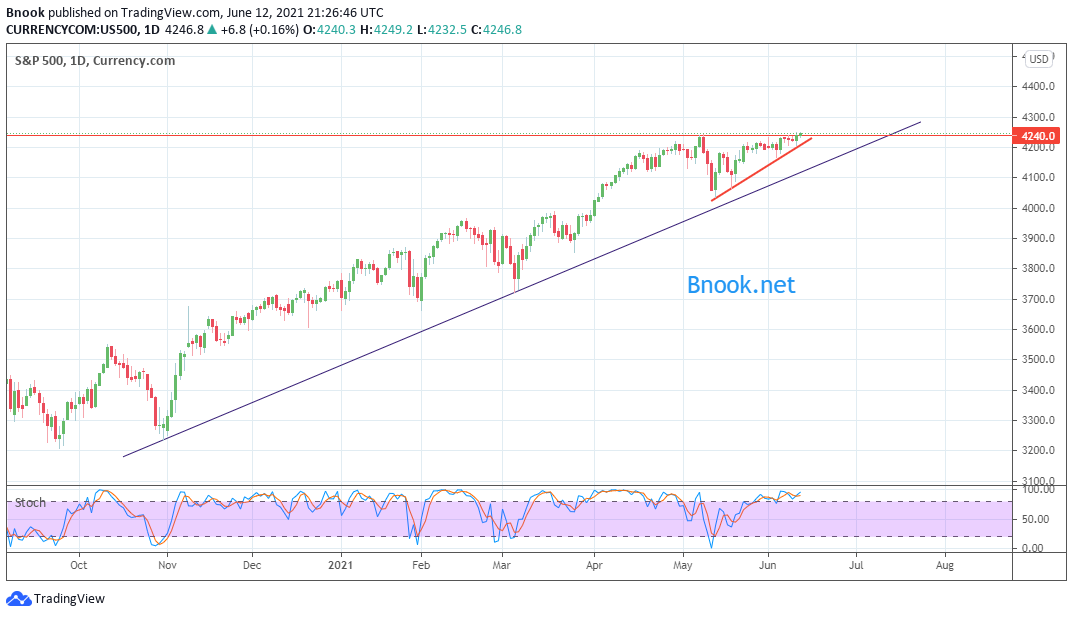 Bnook published on TradingView.com, June 12, 2021 21:26:46 UTC
CURRENCYCOM:US500, 1D 4246.8 ▲ +6.8 (+0.16%) O:4240.3 H:4249.2 L:4232.5 C:4246.8
S&P 500, 1D, Currency.com
USD
4400.0
4300.0
4240.0
4200.0
4100.0
4000.0
3900.0
3800.0
3700.0
3600.0
3500.0
3400.0
3300.0
3200.0
3100.0
Bnook.net
Stoch
100.00
50.00
0.00
Oct Nov Dec 2021 Feb Mar Apr May Jun Jul Aug
TradingView